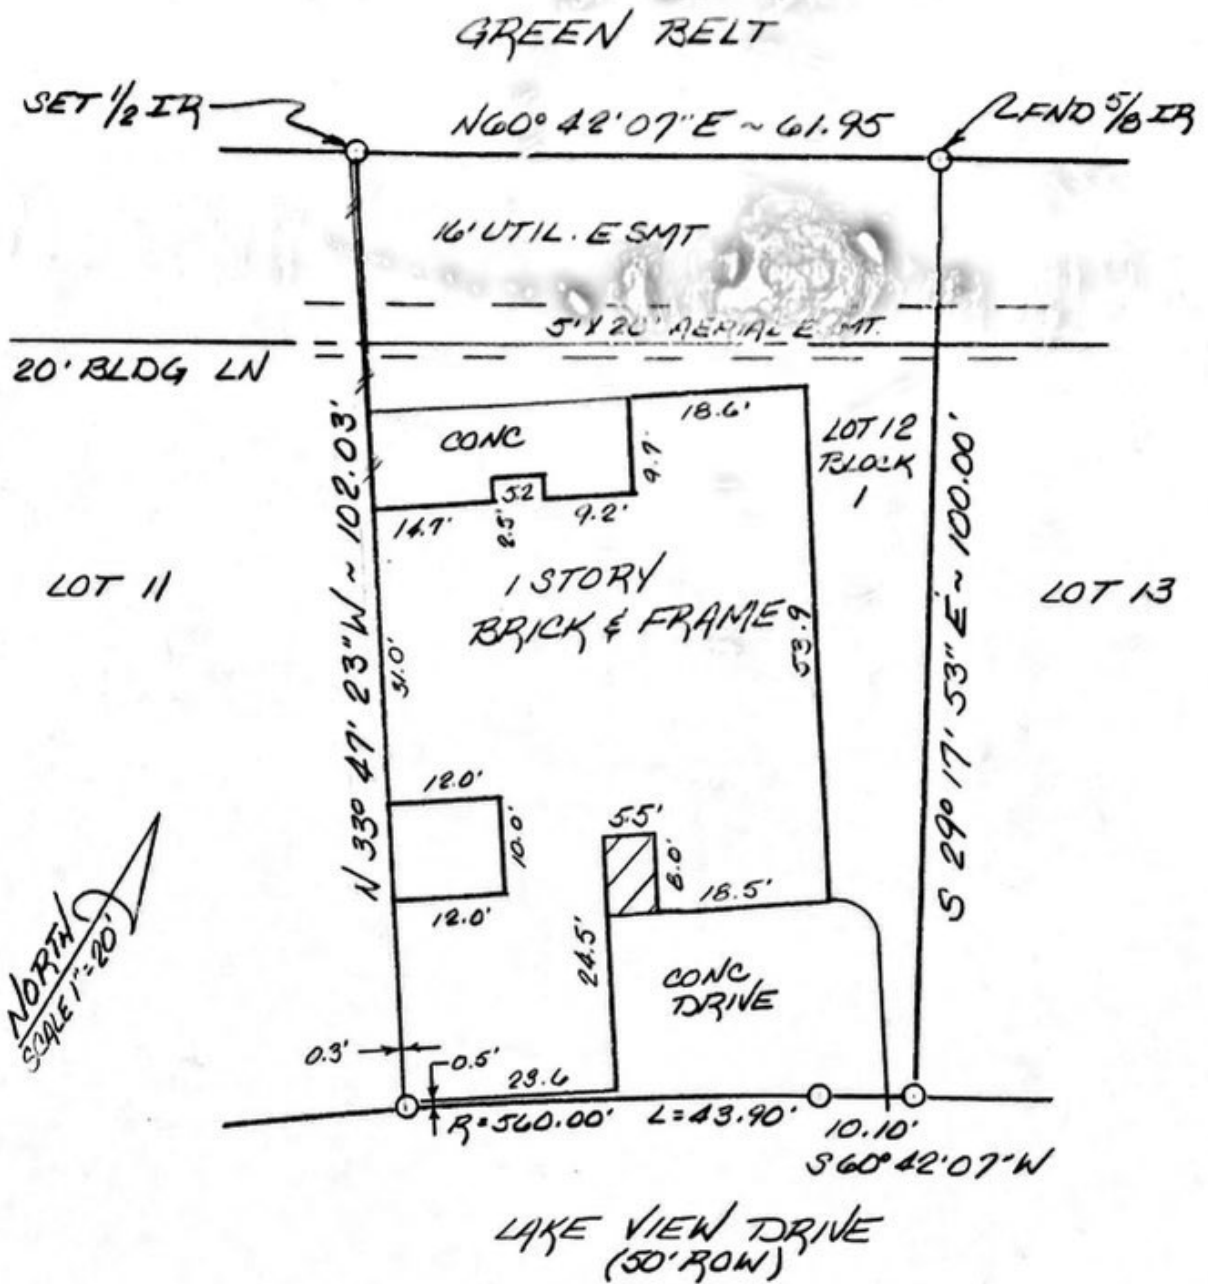 GREEN BELT
SET 1/2 IR
N60° 42' 07" E ~ 61.95
FND 5/8 IR
16' UTIL. ESMT
5' X 20' AERIAL ESMT.
20' BLDG LN
18.6'
CONC
9.7'
LOT 12
BLOCK
1
5.2
14.7'
2.5'
9.2'
LOT 11
N 33° 47' 23" W ~ 102.03'
1 STORY
BRICK & FRAME
53.9
S 29° 17' 53" E ~ 100.00'
LOT 13
31.0'
12.0'
10.0'
12.0'
5.5'
8.0'
18.5'
24.5'
CONC
DRIVE
NORTH
SCALE 1"=20'
0.3'
0.5'
23.6
R=560.00'
L=43.90'
10.10'
S 60° 42' 07" W
LAKE VIEW DRIVE
(50' ROW)